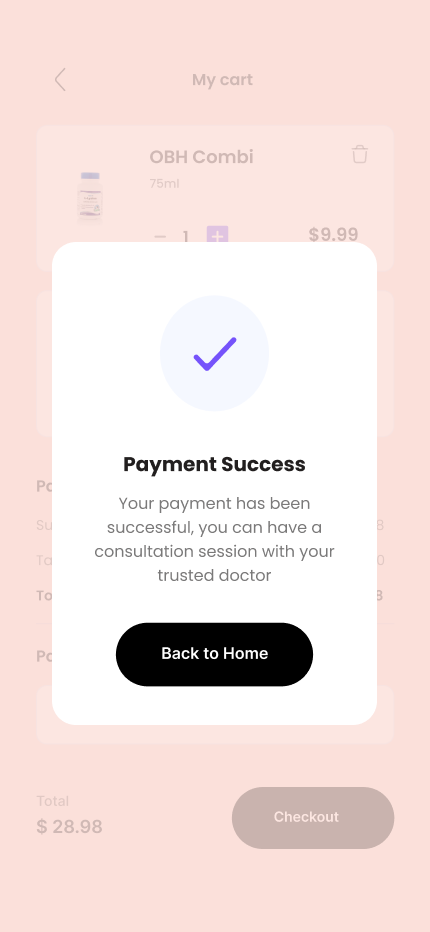 My cart
OBH Combi
75ml
1
$9.99
Payment Success
Your payment has been
successful, you can have a
consultation session with your
trusted doctor
Back to Home
Total
$ 28.98
Checkout